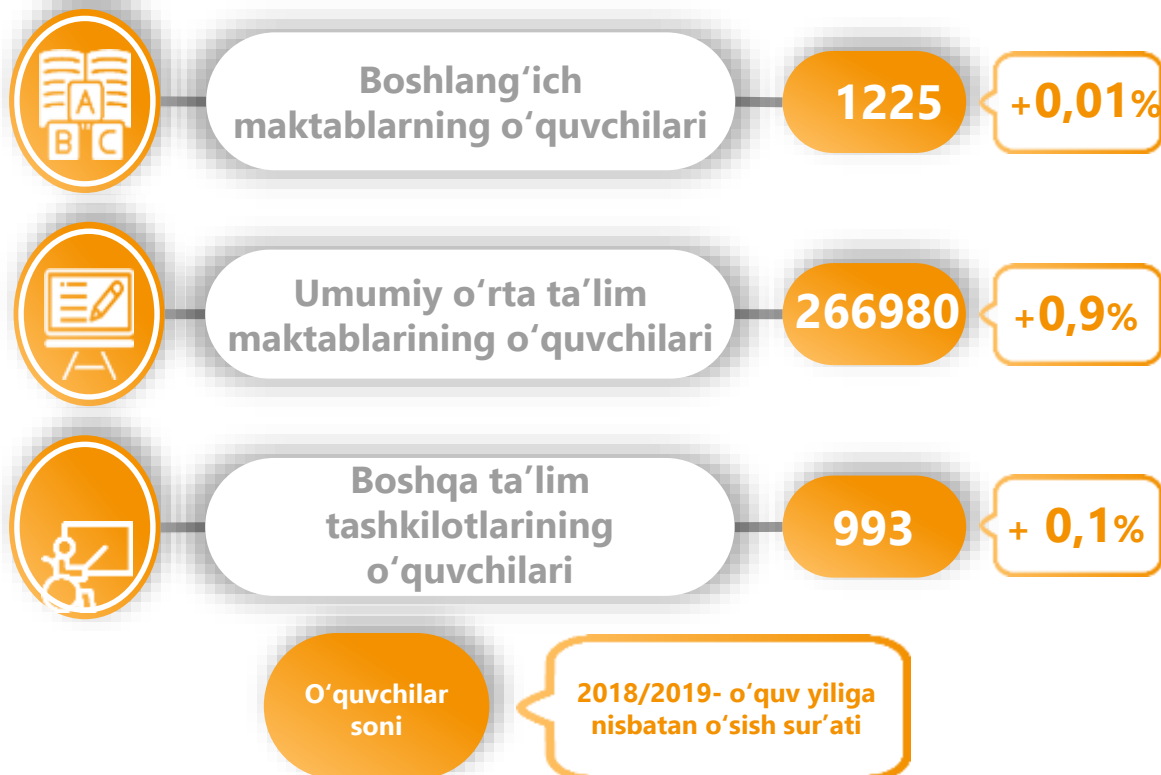 Boshlang‘ich
maktablarning o‘quvchilari
1225
+0,01%
Umumiy o‘rta ta’lim
maktablarining o‘quvchilari
266980
+0,9%
Boshqa ta’lim
tashkilotlarining
o‘quvchilari
993
+ 0,1%
O‘quvchilar
soni
2018/2019- o‘quv yiliga
nisbatan o‘sish sur’ati
A
B" C